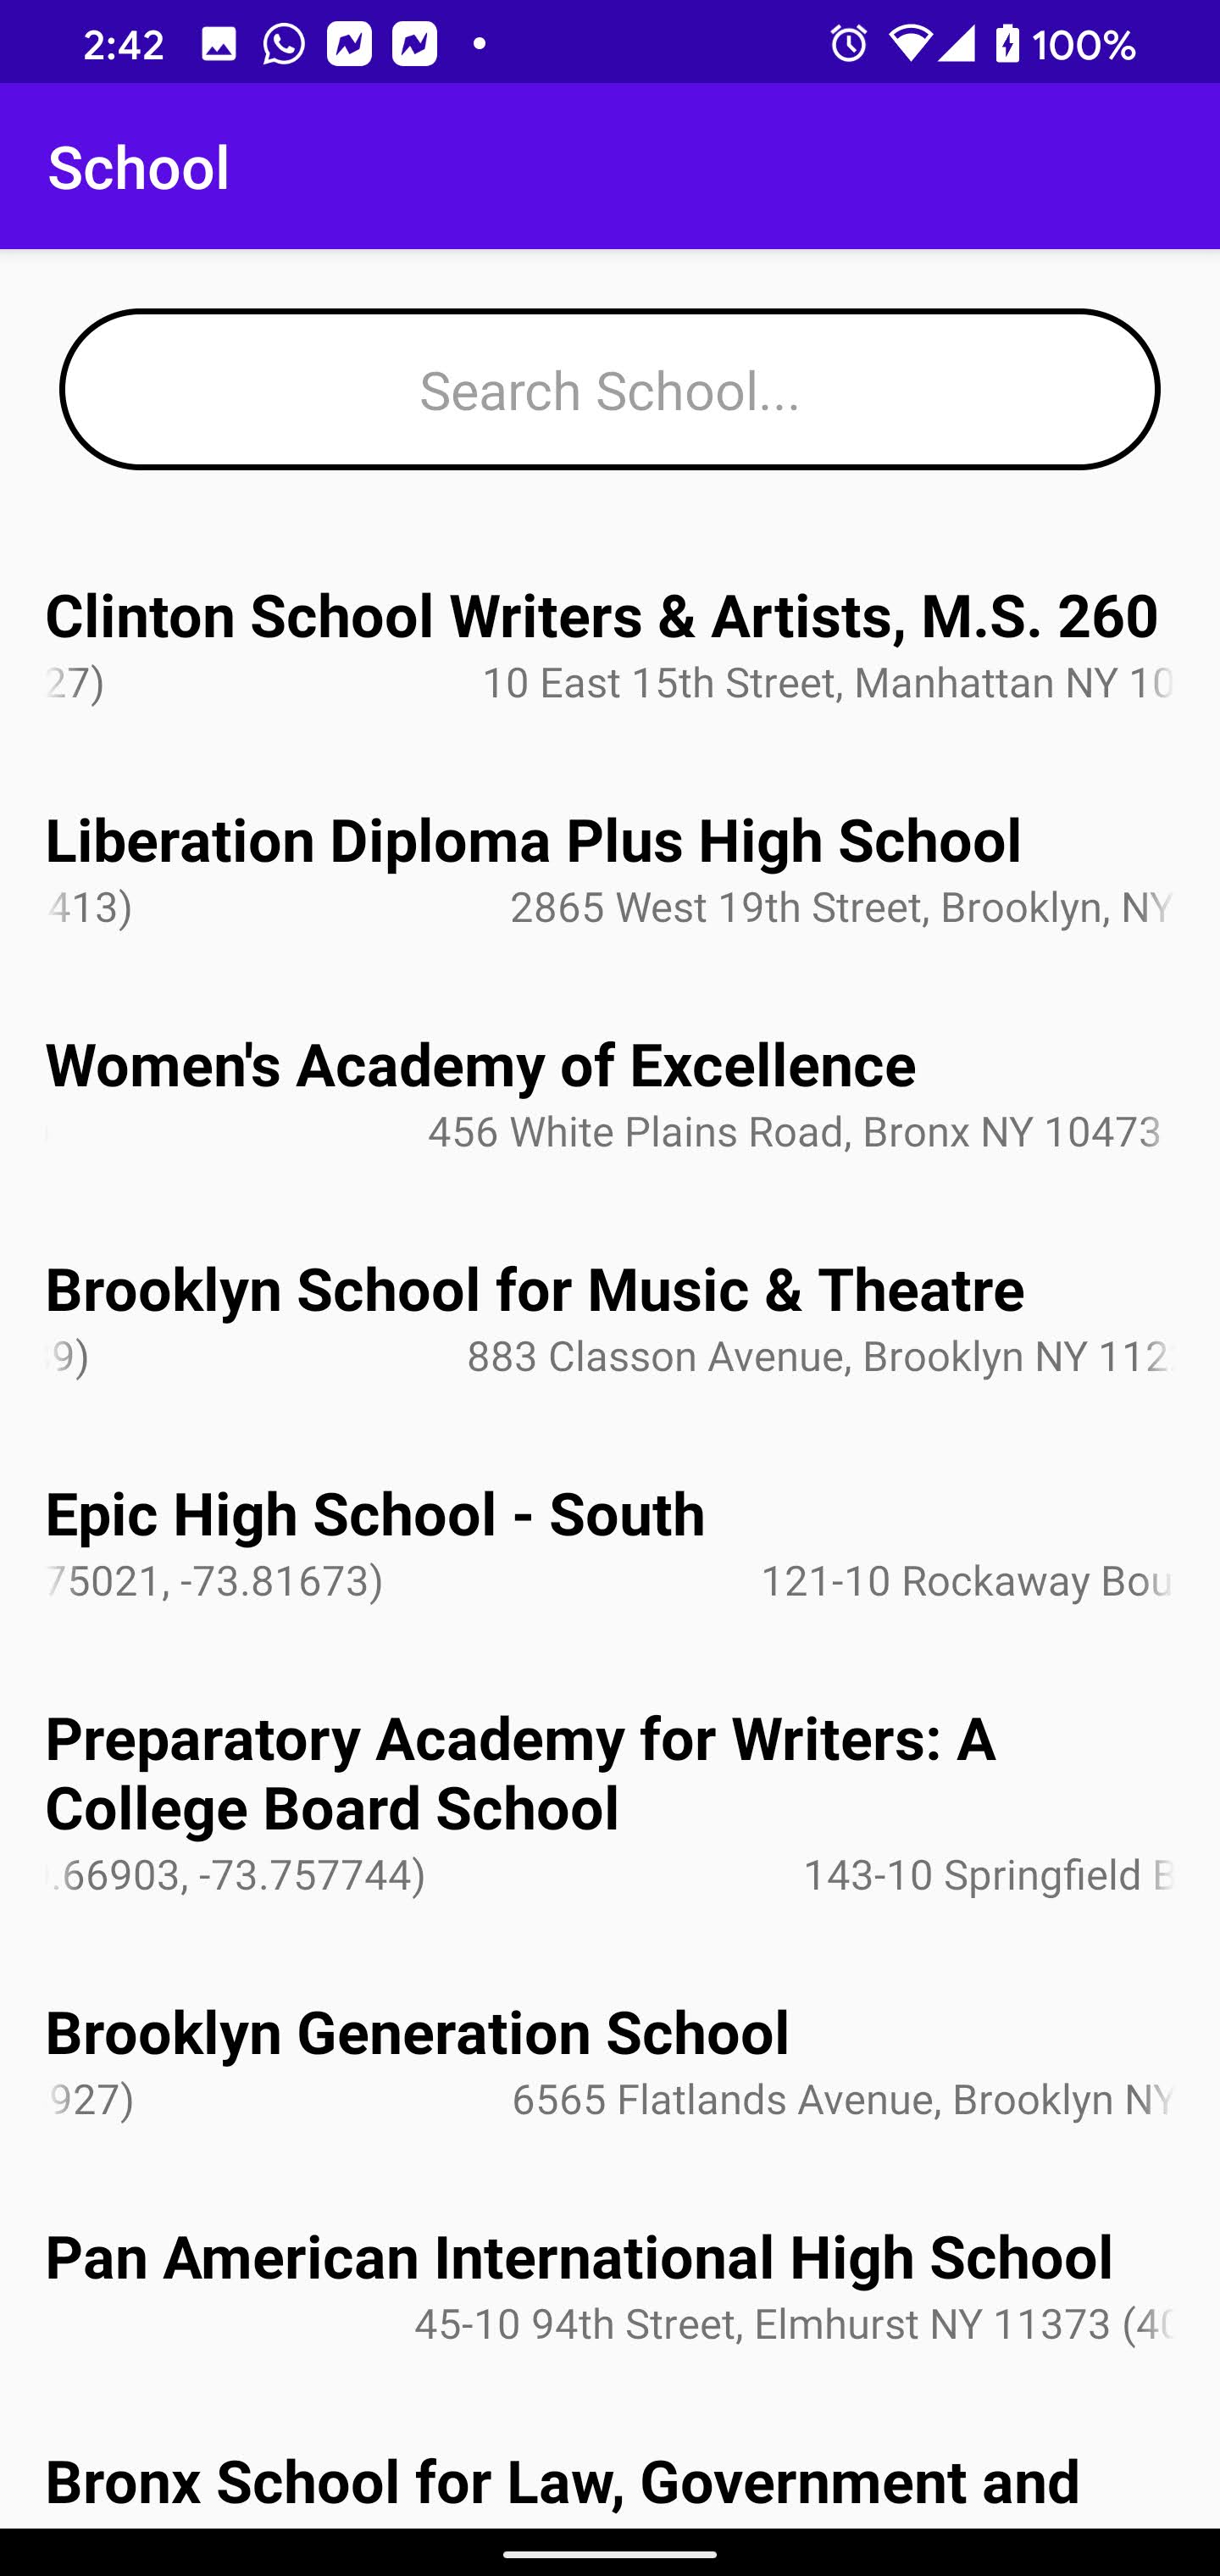 2:42 100%
School
Search School...
Clinton School Writers & Artists, M.S. 260
27) 10 East 15th Street, Manhattan NY 10
Liberation Diploma Plus High School
413) 2865 West 19th Street, Brooklyn, NY
Women's Academy of Excellence
456 White Plains Road, Bronx NY 10473
Brooklyn School for Music & Theatre
9) 883 Classon Avenue, Brooklyn NY 112
Epic High School - South
75021, -73.81673) 121-10 Rockaway Bou
Preparatory Academy for Writers: A
College Board School
.66903, -73.757744) 143-10 Springfield B
Brooklyn Generation School
927) 6565 Flatlands Avenue, Brooklyn NY
Pan American International High School
45-10 94th Street, Elmhurst NY 11373 (40
Bronx School for Law, Government and